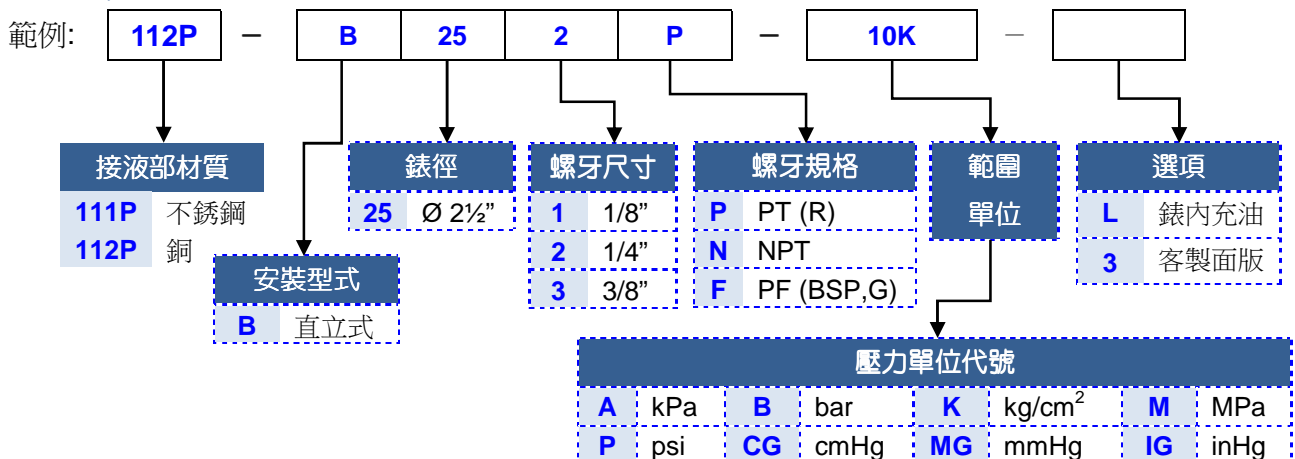 範例: 112P – B 25 2 P – 10K –
接液部材質
111P 不銹鋼
112P 銅
安裝型式
B 直立式
錶徑
25 Ø 2½”
螺牙尺寸
1 1/8”
2 1/4”
3 3/8”
螺牙規格
P PT (R)
N NPT
F PF (BSP,G)
範圍
單位
選項
L 錶內充油
3 客製面版
壓力單位代號
A kPa B bar K kg/cm² M MPa
P psi CG cmHg MG mmHg IG inHg